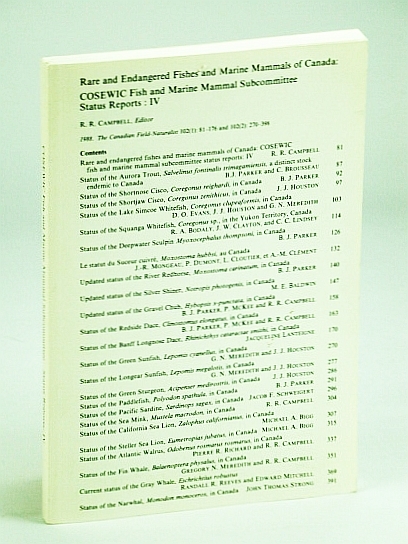 Rare and Endangered Fishes and Marine Mammals of Canada:
COSEWIC Fish and Marine Mammal Subcommittee
Status Reports : IV
R. R. CAMPBELL, Editor
1988. The Canadian Field-Naturalist 102(1): 81-176 and 102(2): 270-398
Contents
Rare and endangered fishes and marine mammals of Canada: COSEWIC
fish and marine mammal subcommittee status reports: IV R. R. CAMPBELL 81
Status of the Aurora Trout, Salvelinus fontinalis timagamiensis, a distinct stock
endemic to Canada B.J. PARKER and C. BROUSSEAU 87
Status of the Shortnose Cisco, Coregonus reighardi, in Canada B. J. PARKER 92
Status of the Shortjaw Cisco, Coregonus zenithicus, in Canada J. J. HOUSTON 97
Status of the Lake Simcoe Whitefish, Coregonus clupeaformis, in Canada
D. O. EVANS, J. J. HOUSTON and G. N. MEREDITH 103
Status of the Squanga Whitefish, Coregonus sp., in the Yukon Territory, Canada
R. A. BODALY, J. W. CLAYTON, and C. C. LINDSEY 114
Status of the Deepwater Sculpin Myoxocephalus thompsoni, in Canada
B. J. PARKER 126
Le statut du Suceur cuivré, Moxostoma hubbsi, au Canada
J.-R. MONGEAU, P. DUMONT, L. CLOUTIER, et A.-M. CLÉMENT 132
Updated status of the River Redhorse, Moxostoma carinatum, in Canada
B. J. PARKER 140
Updated status of the Silver Shiner, Notropis photogenis, in Canada
M. E. BALDWIN 147
Updated status of the Gravel Chub, Hybopsis x-punctata, in Canada
B. J. PARKER, P. MCKEE and R. R. CAMPBELL 158
Status of the Redside Dace, Clinostomus elongatus, in Canada
B. J. PARKER, P. MCKEE and R. R. CAMPBELL 163
Status of the Banff Longnose Dace, Rhinichthys cataractae smithi, in Canada
JACQUELINE LANTEIGNE 170
Status of the Green Sunfish, Lepomis cyanellus, in Canada
G. N. MEREDITH and J. J. HOUSTON 270
Status of the Longear Sunfish, Lepomis megalotis, in Canada
G. N. MEREDITH and J. J. HOUSTON 277
Status of the Green Sturgeon, Acipenser medirostris, in Canada J. J. HOUSTON 286
Status of the Paddlefish, Polyodon spathula, in Canada B. J. PARKER 291
Status of the Pacific Sardine, Sardinops sagax, in Canada JACOB F. SCHWEIGERT 296
Status of the Sea Mink, Mustela macrodon, in Canada R. R. CAMPBELL 304
Status of the California Sea Lion, Zalophus californianus, in Canada
MICHAEL A. BIGG 307
Status of the Steller Sea Lion, Eumetopias jubatus, in Canada MICHAEL A. BIGG 315
Status of the Atlantic Walrus, Odobenus rosmarus rosmarus, in Canada
PIERRE R. RICHARD and R. R. CAMPBELL 337
Status of the Fin Whale, Balaenoptera physalus, in Canada
GREGORY N. MEREDITH and R. R. CAMPBELL 351
Current status of the Gray Whale, Eschrichtius robustus
RANDALL R. REEVES and EDWARD MITCHELL 369
Status of the Narwhal, Monodon monoceros, in Canada JOHN THOMAS STRONG 391